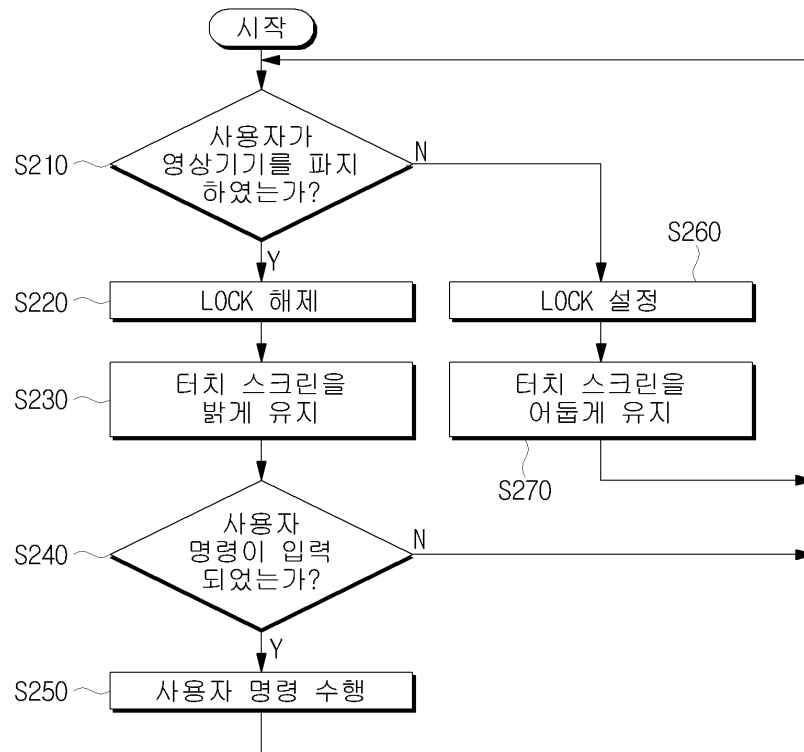 시작
사용자가
영상기기를 파지
하였는가?
S210
N
Y
S260
S220
LOCK 해제
LOCK 설정
S230
터치 스크린을
밝게 유지
터치 스크린을
어둡게 유지
S270
사용자
명령이 입력
되었는가?
S240
N
Y
S250
사용자 명령 수행